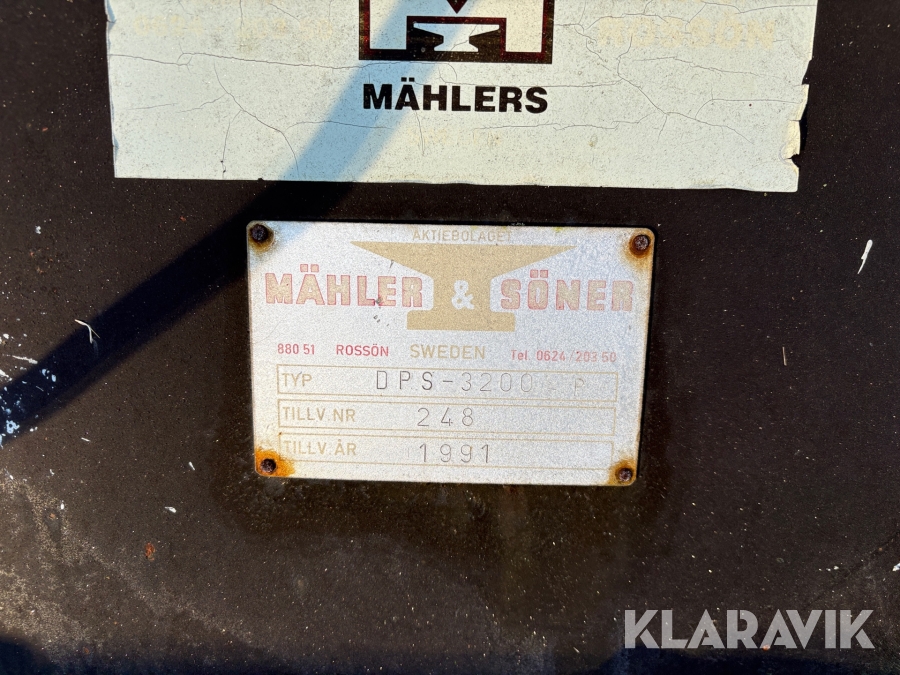 ROSSÖN
MÄHLERS
AKTIEBOLAGET
MÄHLER & SÖNER
880 51 ROSSÖN SWEDEN Tel. 0624/203 50
TYP DPS-3200 P
TILLV. NR 248
TILLV. ÅR 1991
KLARAVIK